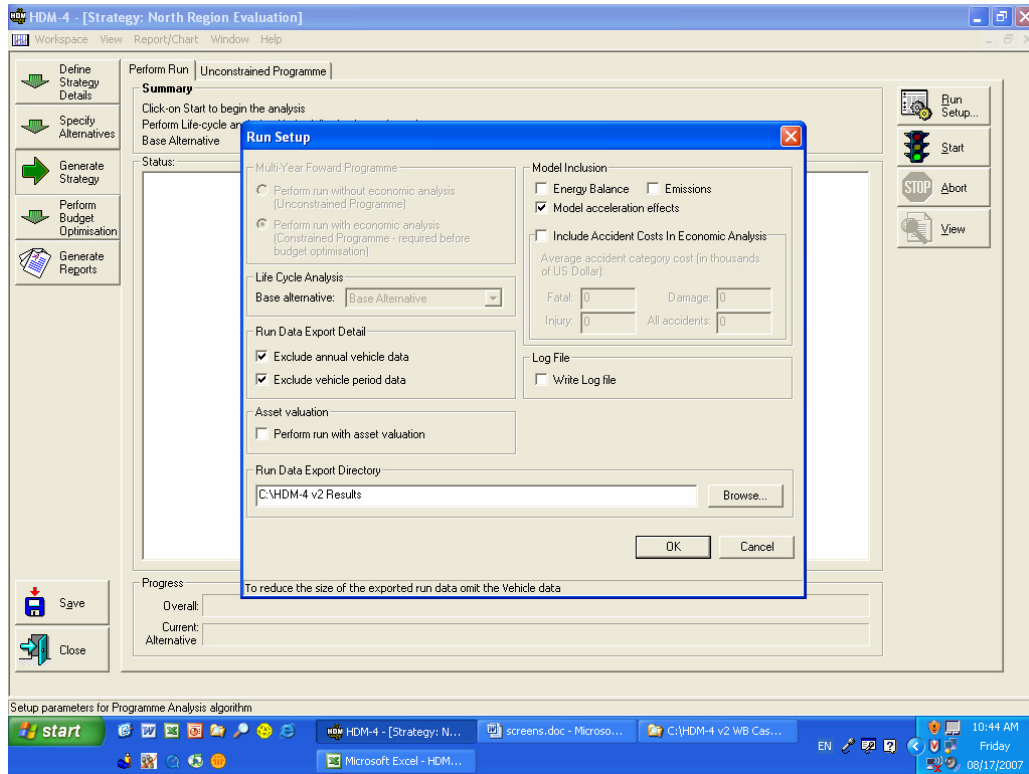 HDM-4 - [Strategy: North Region Evaluation]
Workspace View Report/Chart Window Help
Define Strategy Details
Specify Alternatives
Generate Strategy
Perform Budget Optimisation
Generate Reports
Save
Close
Perform Run
Unconstrained Programme
Summary
Click-on Start to begin the analysis
Perform Life-cycle
Base Alternative
Status:
Run Setup
Multi-Year Foward Programme
Perform run without economic analysis
(Unconstrained Programme)
Perform run with economic analysis
(Constrained Programme - required before
budget optimisation)
Life Cycle Analysis
Base alternative: Base Alternative
Run Data Export Detail
Exclude annual vehicle data
Exclude vehicle period data
Asset valuation
Perform run with asset valuation
Model Inclusion
Energy Balance Emissions
Model acceleration effects
Include Accident Costs In Economic Analysis
Average accident category cost (in thousands
of US Dollar):
Fatal: 0 Damage: 0
Injury: 0 All accidents: 0
Log File
Write Log file
Run Data Export Directory
C:\HDM-4 v2 Results Browse...
OK Cancel
To reduce the size of the exported run data omit the Vehicle data
Progress
Overall:
Current:
Alternative
Run Setup...
Start
STOP Abort
View
Setup parameters for Programme Analysis algorithm
start
HDM-4 - [Strategy: N...
screens.doc - Microso...
C:\HDM-4 v2 WB Cas...
Microsoft Excel - HDM...
EN
10:44 AM
Friday
08/17/2007